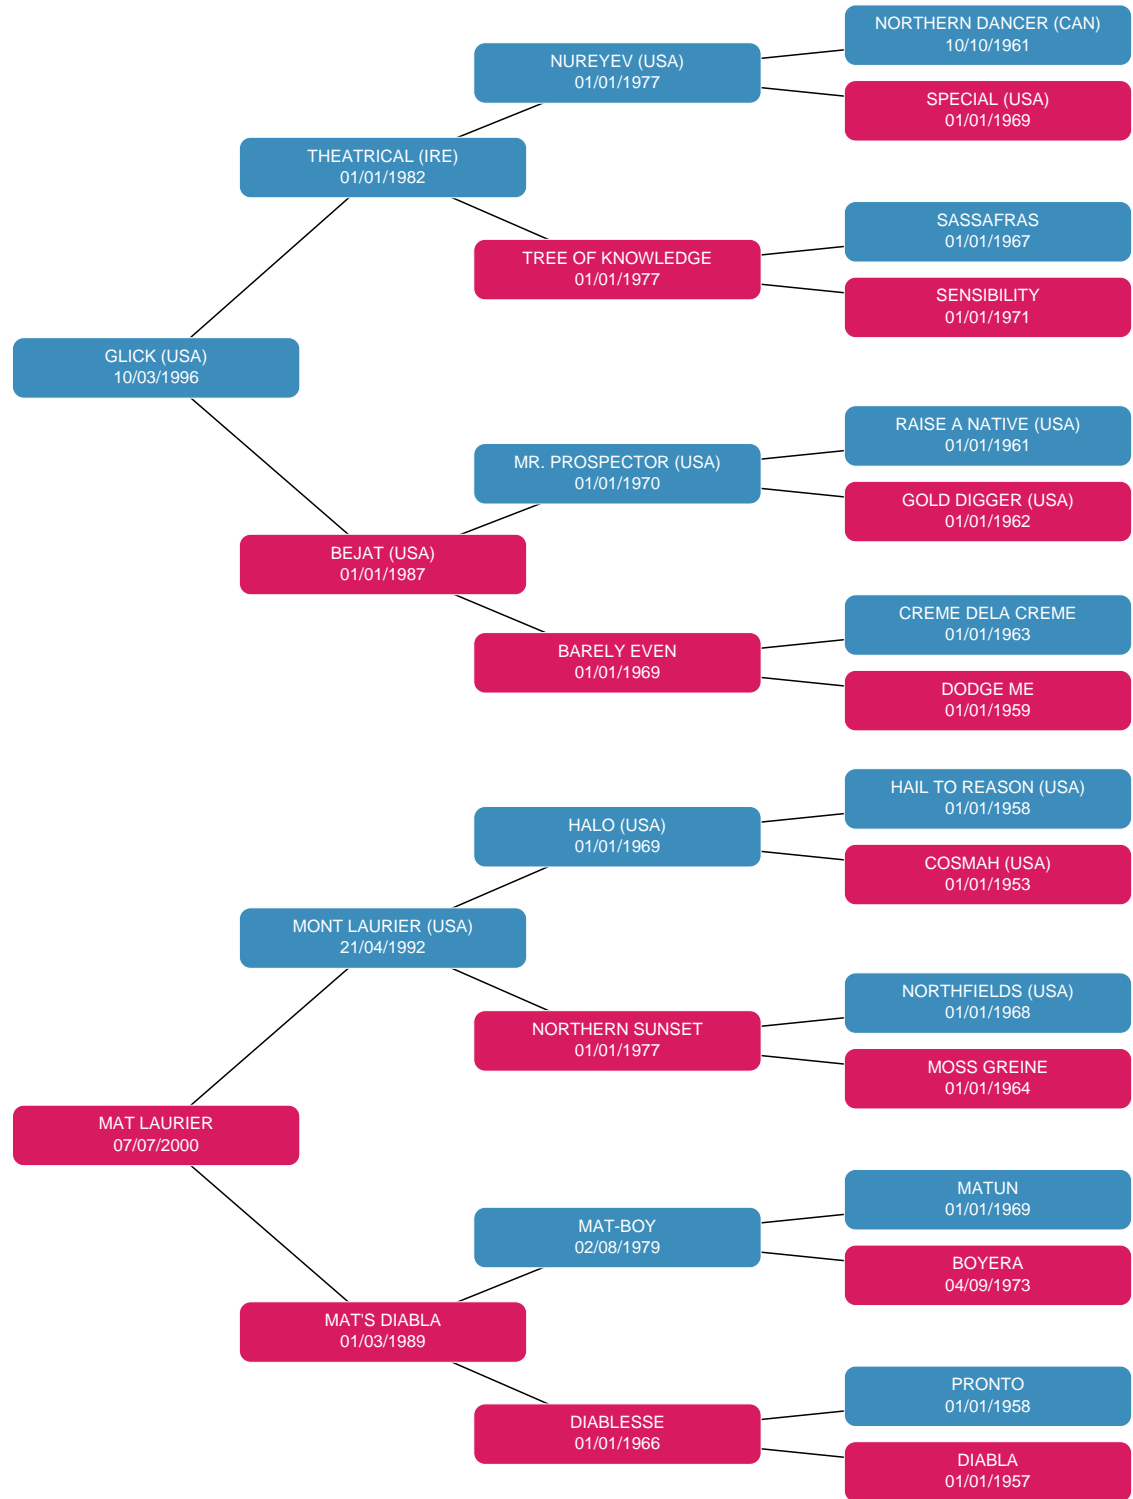 NORTHERN DANCER (CAN)
10/10/1961
NUREYEV (USA)
01/01/1977
SPECIAL (USA)
01/01/1969
THEATRICAL (IRE)
01/01/1982
SASSAFRAS
01/01/1967
TREE OF KNOWLEDGE
01/01/1977
SENSIBILITY
01/01/1971
GLICK (USA)
10/03/1996
RAISE A NATIVE (USA)
01/01/1961
MR. PROSPECTOR (USA)
01/01/1970
GOLD DIGGER (USA)
01/01/1962
BEJAT (USA)
01/01/1987
CREME DELA CREME
01/01/1963
BARELY EVEN
01/01/1969
DODGE ME
01/01/1959
HAIL TO REASON (USA)
01/01/1958
HALO (USA)
01/01/1969
COSMAH (USA)
01/01/1953
MONT LAURIER (USA)
21/04/1992
NORTHFIELDS (USA)
01/01/1968
NORTHERN SUNSET
01/01/1977
MOSS GREINE
01/01/1964
MAT LAURIER
07/07/2000
MATUN
01/01/1969
MAT-BOY
02/08/1979
BOYERA
04/09/1973
MAT'S DIABLA
01/03/1989
PRONTO
01/01/1958
DIABLESSE
01/01/1966
DIABLA
01/01/1957